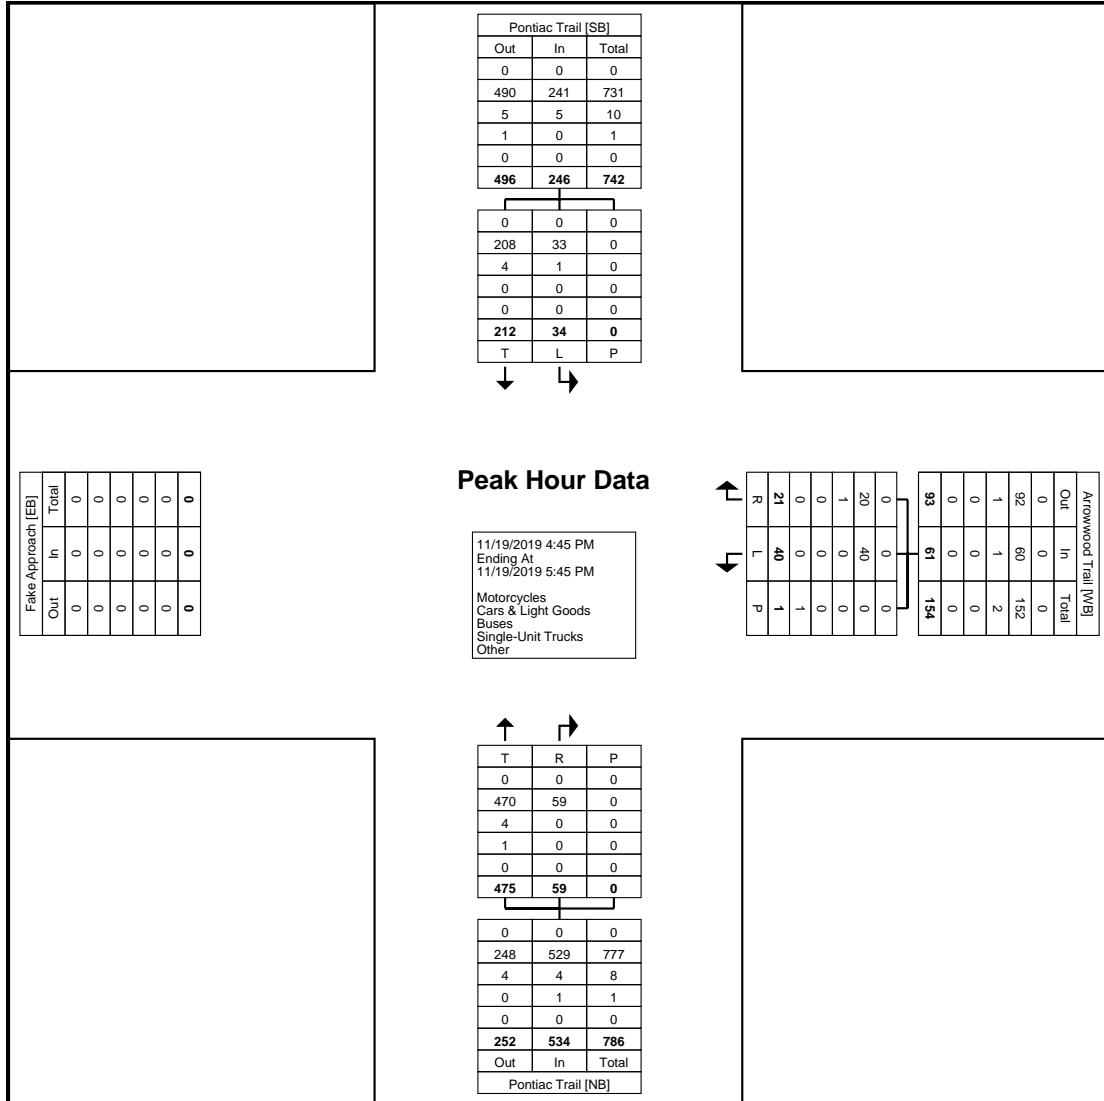 Pontiac Trail [SB]
Out In Total
0 0 0
490 241 731
5 5 10
1 0 1
0 0 0
496 246 742
0 0 0
208 33 0
4 1 0
0 0 0
0 0 0
212 34 0
T L P
Fake Approach [EB]
Total In Out
0 0 0
0 0 0
0 0 0
0 0 0
0 0 0
0 0 0
Peak Hour Data
11/19/2019 4:45 PM
Ending At
11/19/2019 5:45 PM
Motorcycles
Cars & Light Goods
Buses
Single-Unit Trucks
Other
Arrowwood Trail [WB]
Out In Total
0 0 0
92 60 152
1 1 2
0 0 0
0 0 0
93 61 154
0 0 0
20 40 0
1 0 0
0 0 0
0 0 1
21 40 1
R L P
T R P
0 0 0
470 59 0
4 0 0
1 0 0
0 0 0
475 59 0
0 0 0
248 529 777
4 4 8
0 1 1
0 0 0
252 534 786
Out In Total
Pontiac Trail [NB]